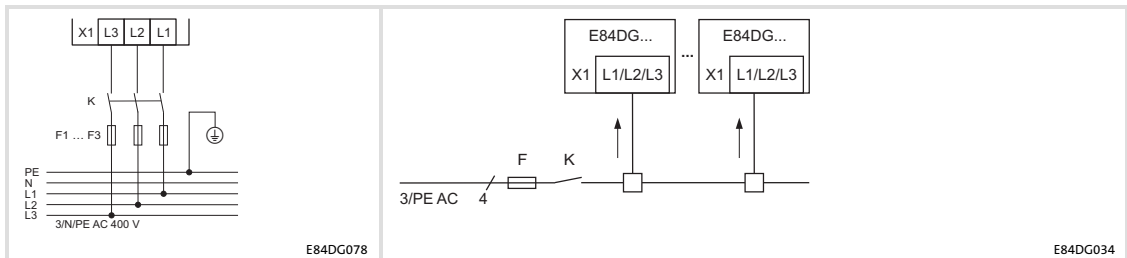 X1 L3 L2 L1
K
F1 … F3
PE
N
L1
L2
L3
3/N/PE AC 400 V
E84DG078
E84DG... ... E84DG...
X1 L1/L2/L3 X1 L1/L2/L3
F K
3/PE AC 4
E84DG034